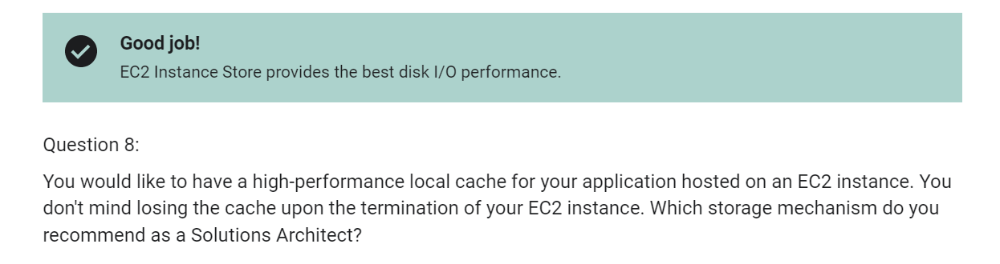 Good job!
EC2 Instance Store provides the best disk I/O performance.
Question 8:
You would like to have a high-performance local cache for your application hosted on an EC2 instance. You
don't mind losing the cache upon the termination of your EC2 instance. Which storage mechanism do you
recommend as a Solutions Architect?